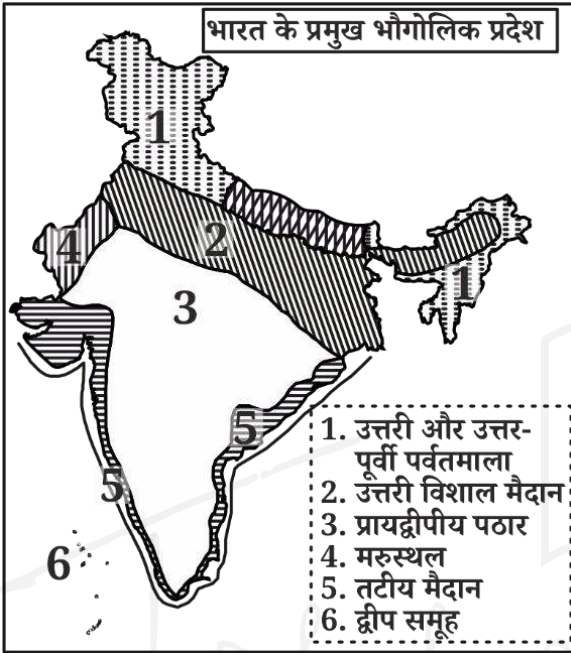 भारत के प्रमुख भौगोलिक प्रदेश
1
4
2
1
3
5
5
6
1. उत्तरी और उत्तर-
पूर्वी पर्वतमाला
2. उत्तरी विशाल मैदान
3. प्रायद्वीपीय पठार
4. मरुस्थल
5. तटीय मैदान
6. द्वीप समूह